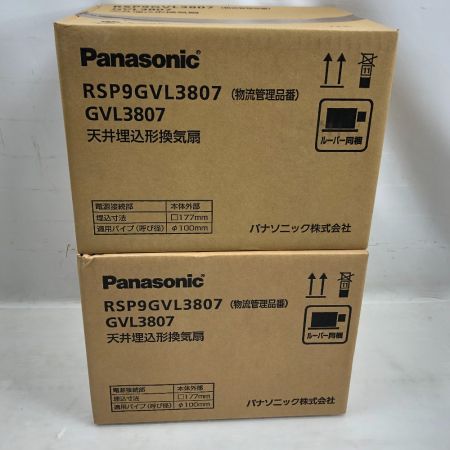 Panasonic
RSP9GVL3807 (物流管理品番)
GVL3807
天井埋込形換気扇
ルーバー同梱
電源接続部 本体外部
埋込寸法 □177mm
適用パイプ(呼び径) φ100mm
パナソニック株式会社
Panasonic
RSP9GVL3807 (物流管理品番)
GVL3807
天井埋込形換気扇
ルーバー同梱
電源接続部 本体外部
埋込寸法 □177mm
適用パイプ(呼び径) φ100mm
パナソニック株式会社